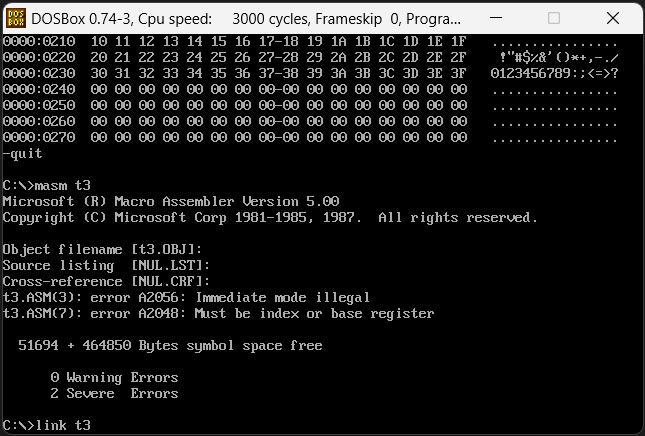 DOS BOX
DOSBox 0.74-3, Cpu speed: 3000 cycles, Frameskip 0, Progra...
0000:0210 10 11 12 13 14 15 16 17-18 19 1A 1B 1C 1D 1E 1F ................
0000:0220 20 21 22 23 24 25 26 27-28 29 2A 2B 2C 2D 2E 2F  !"#$%&'()*+,-./
0000:0230 30 31 32 33 34 35 36 37-38 39 3A 3B 3C 3D 3E 3F 0123456789:;<=>?
0000:0240 00 00 00 00 00 00 00 00-00 00 00 00 00 00 00 00 ................
0000:0250 00 00 00 00 00 00 00 00-00 00 00 00 00 00 00 00 ................
0000:0260 00 00 00 00 00 00 00 00-00 00 00 00 00 00 00 00 ................
0000:0270 00 00 00 00 00 00 00 00-00 00 00 00 00 00 00 00 ................
-quit
C:\>masm t3
Microsoft (R) Macro Assembler Version 5.00
Copyright (C) Microsoft Corp 1981-1985, 1987.  All rights reserved.
Object filename [t3.OBJ]:
Source listing  [NUL.LST]:
Cross-reference [NUL.CRF]:
t3.ASM(3): error A2056: Immediate mode illegal
t3.ASM(7): error A2048: Must be index or base register
51694 + 464850 Bytes symbol space free
0 Warning Errors
2 Severe  Errors
C:\>link t3